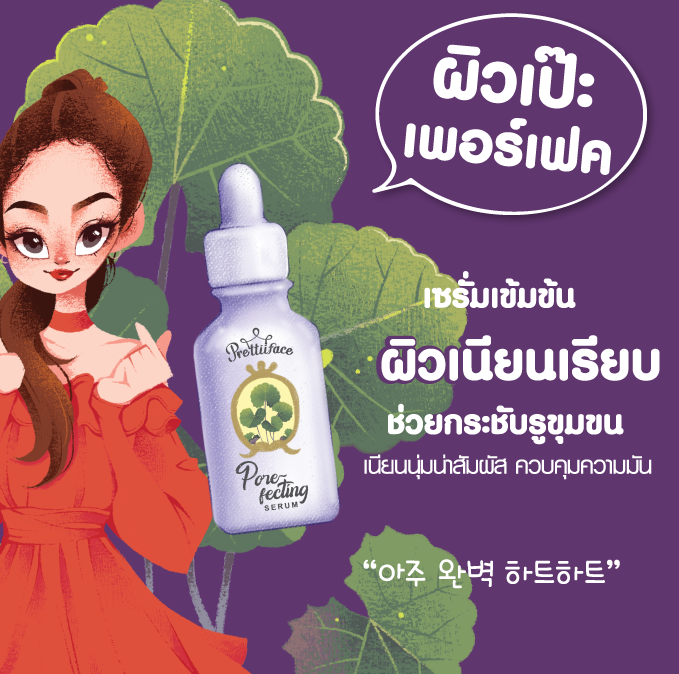 ผิวเป๊ะ
เพอร์เฟค
เซรั่มเข้มข้น
ผิวเนียนเรียบ
ช่วยกระชับรูขุมขน
เนียนนุ่มน่าสัมผัส ควบคุมความมัน
Prettiiface
Pore-
fecting
SERUM
“아주 완벽 하트하트”